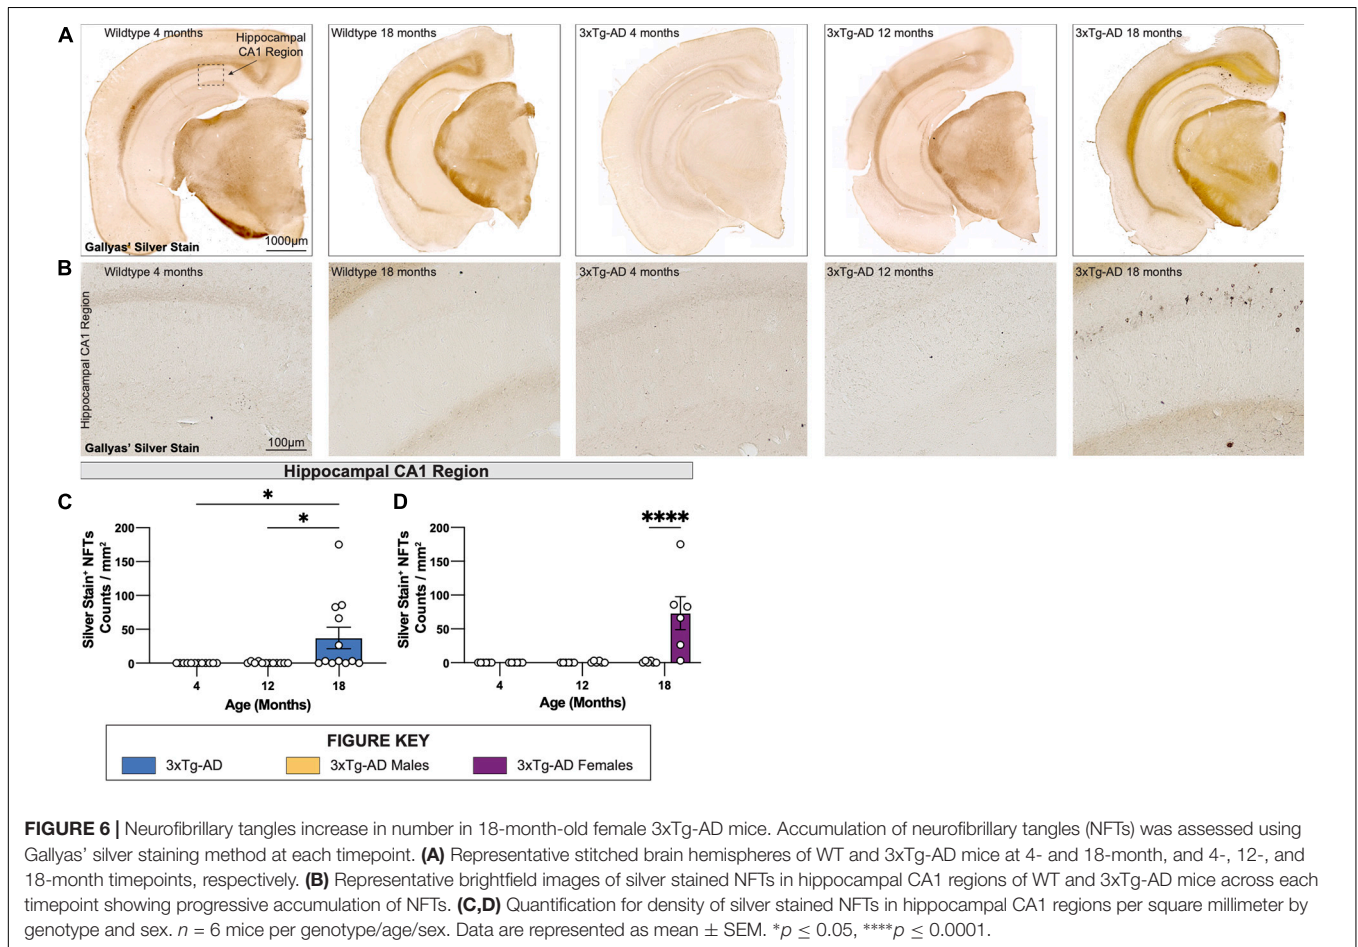 A
Wildtype 4 months
Hippocampal
CA1 Region
Gallyas' Silver Stain
1000µm
Wildtype 18 months
3xTg-AD 4 months
3xTg-AD 12 months
3xTg-AD 18 months
B
Wildtype 4 months
Hippocampal CA1 Region
Gallyas' Silver Stain
100µm
Wildtype 18 months
3xTg-AD 4 months
3xTg-AD 12 months
3xTg-AD 18 months
Hippocampal CA1 Region
C
*
*
Silver Stain⁺ NFTs
Counts / mm²
200
150
100
50
0
4 12 18
Age (Months)
D
****
Silver Stain⁺ NFTs
Counts / mm²
200
150
100
50
0
4 12 18
Age (Months)
FIGURE KEY
3xTg-AD 3xTg-AD Males 3xTg-AD Females
FIGURE 6 | Neurofibrillary tangles increase in number in 18-month-old female 3xTg-AD mice. Accumulation of neurofibrillary tangles (NFTs) was assessed using
Gallyas' silver staining method at each timepoint. (A) Representative stitched brain hemispheres of WT and 3xTg-AD mice at 4- and 18-month, and 4-, 12-, and
18-month timepoints, respectively. (B) Representative brightfield images of silver stained NFTs in hippocampal CA1 regions of WT and 3xTg-AD mice across each
timepoint showing progressive accumulation of NFTs. (C,D) Quantification for density of silver stained NFTs in hippocampal CA1 regions per square millimeter by
genotype and sex. n = 6 mice per genotype/age/sex. Data are represented as mean ± SEM. *p ≤ 0.05, ****p ≤ 0.0001.